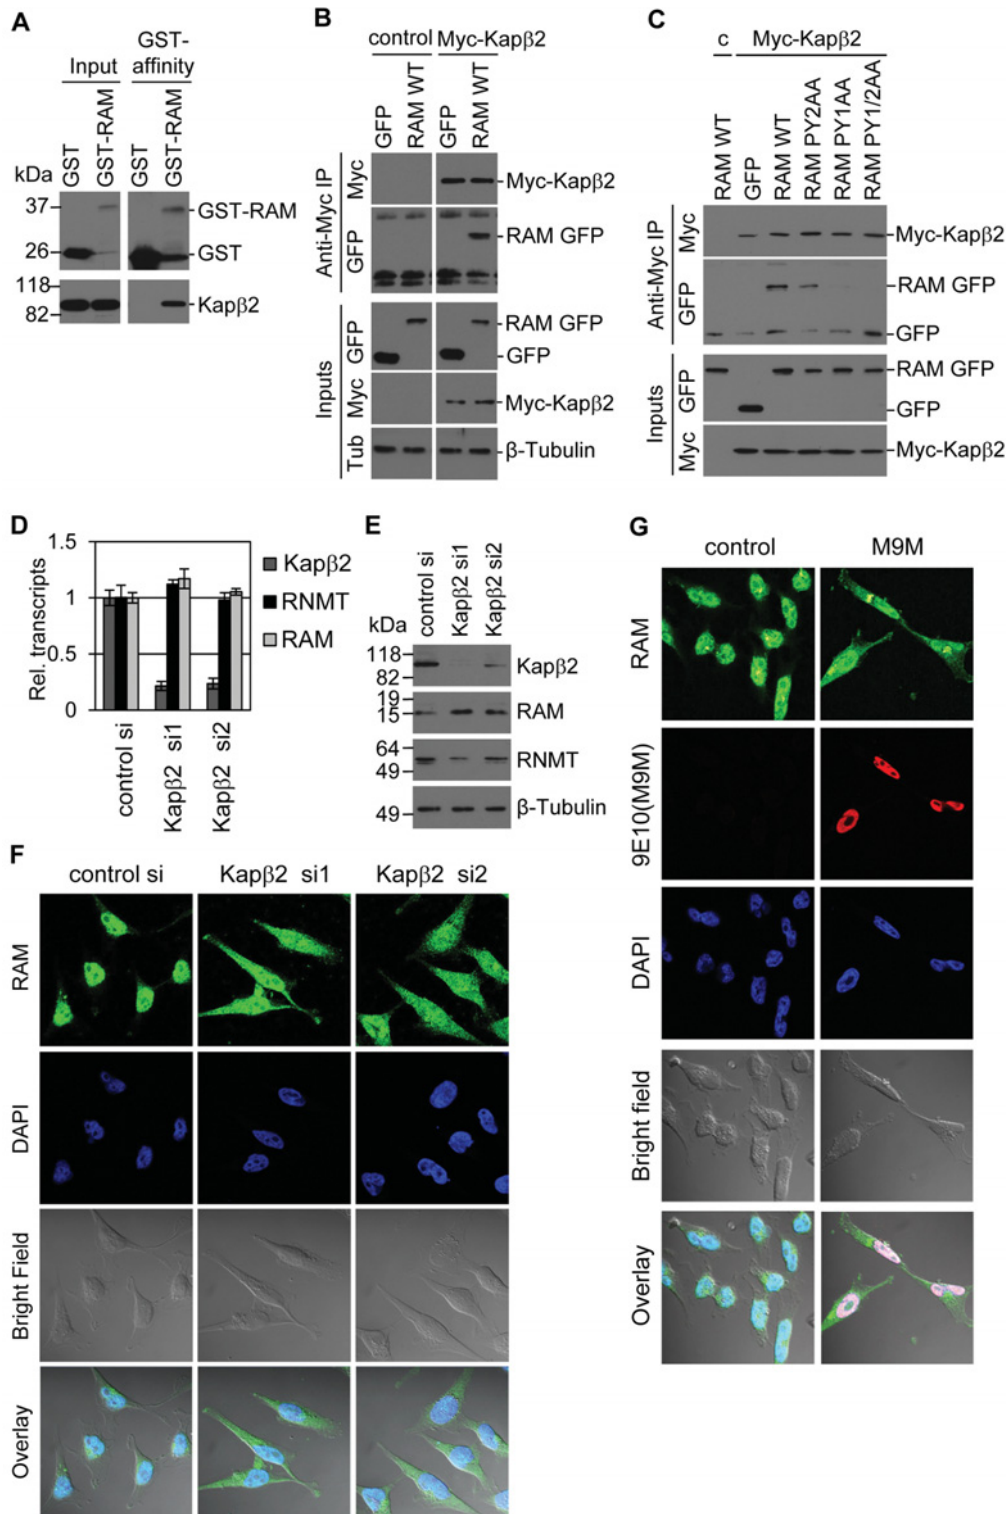 A
GST-
Input affinity
GST
GST-RAM
GST
GST-RAM
kDa
37
GST-RAM
26
GST
118
82
Kapβ2
B
control Myc-Kapβ2
GFP
RAM WT
GFP
RAM WT
Anti-Myc IP
Myc
Myc-Kapβ2
GFP
RAM GFP
Inputs
GFP
RAM GFP
GFP
Myc
Myc-Kapβ2
Tub
β-Tubulin
C
c Myc-Kapβ2
RAM WT
GFP
RAM WT
RAM PY2AA
RAM PY1AA
RAM PY1/2AA
Anti-Myc IP
Myc
Myc-Kapβ2
GFP
RAM GFP
GFP
Inputs
GFP
RAM GFP
GFP
Myc
Myc-Kapβ2
D
Rel. transcripts
1.5
1
0.5
0
Kapβ2
RNMT
RAM
control si
Kapβ2 si1
Kapβ2 si2
E
control si
Kapβ2 si1
Kapβ2 si2
kDa
118
82
Kapβ2
19
15
RAM
64
49
RNMT
49
β-Tubulin
F
control si Kapβ2 si1 Kapβ2 si2
RAM
DAPI
Bright Field
Overlay
G
control M9M
RAM
9E10(M9M)
DAPI
Bright field
Overlay